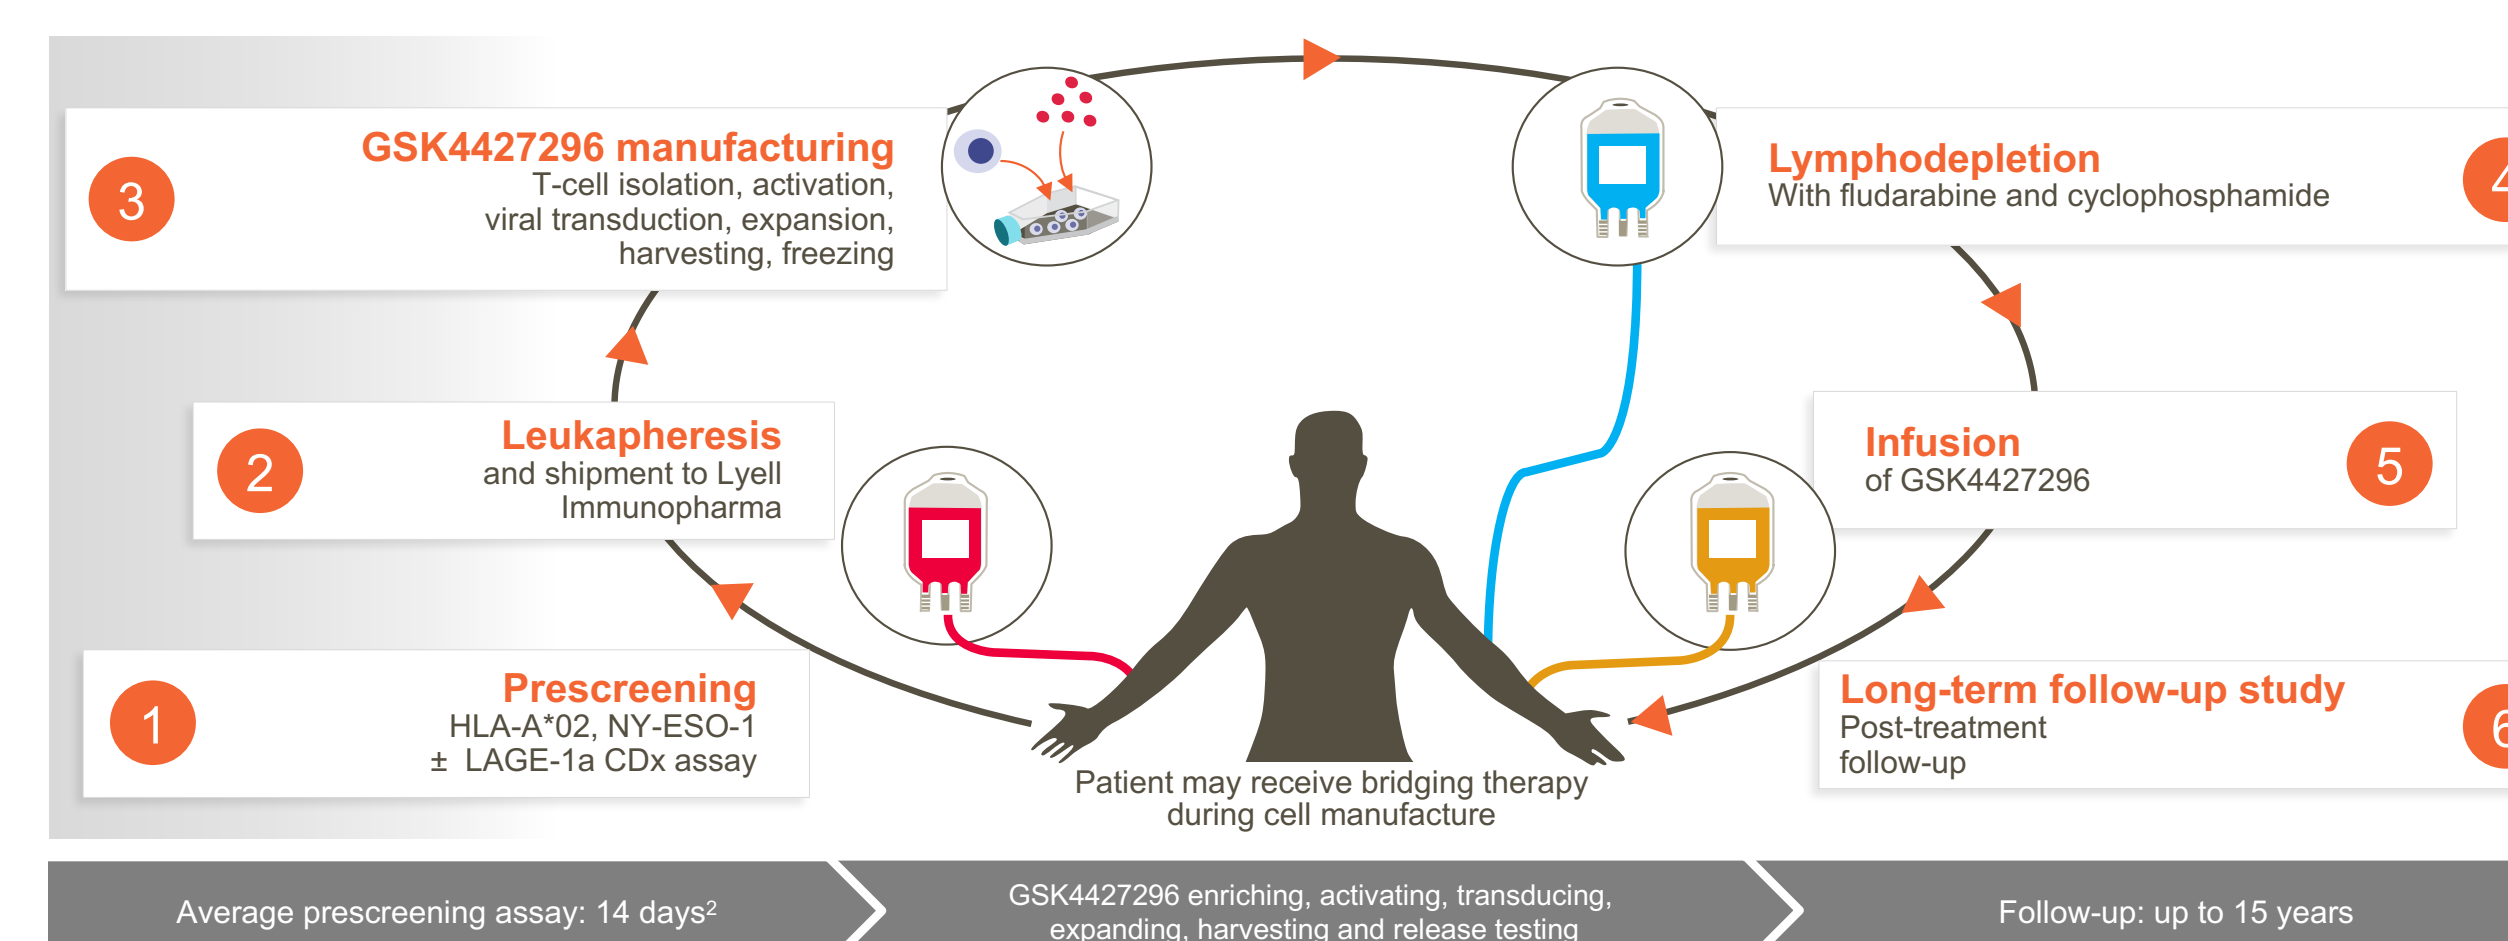 3
GSK4427296 manufacturing
T-cell isolation, activation,
viral transduction, expansion,
harvesting, freezing
Lymphodepletion
With fludarabine and cyclophosphamide
4
2
Leukapheresis
and shipment to Lyell
Immunopharma
Infusion
of GSK4427296
5
1
Prescreening
HLA-A*02, NY-ESO-1
± LAGE-1a CDx assay
Long-term follow-up study
Post-treatment
follow-up
6
Patient may receive bridging therapy
during cell manufacture
Average prescreening assay: 14 days²
GSK4427296 enriching, activating, transducing,
expanding, harvesting and release testing
Follow-up: up to 15 years